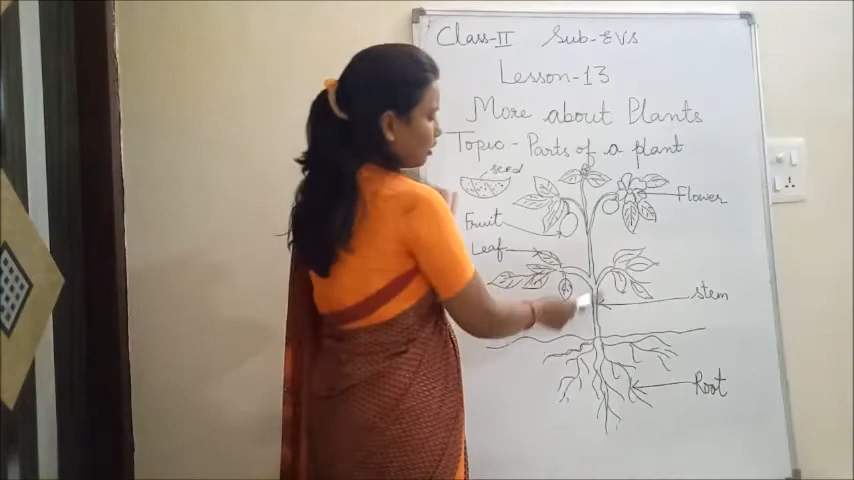 Class-II Sub-EVS
Lesson-13
More about Plants
Topic - Parts of a plant
seed
Flower
Fruit
Leaf
stem
Root